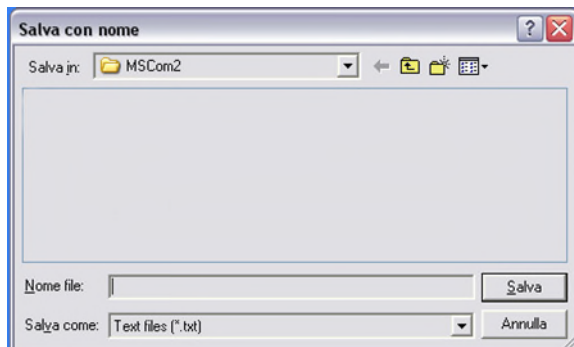 Salva con nome
Salva in: MSCom2
Nome file: Salva
Salva come: Text files (*.txt) Annulla